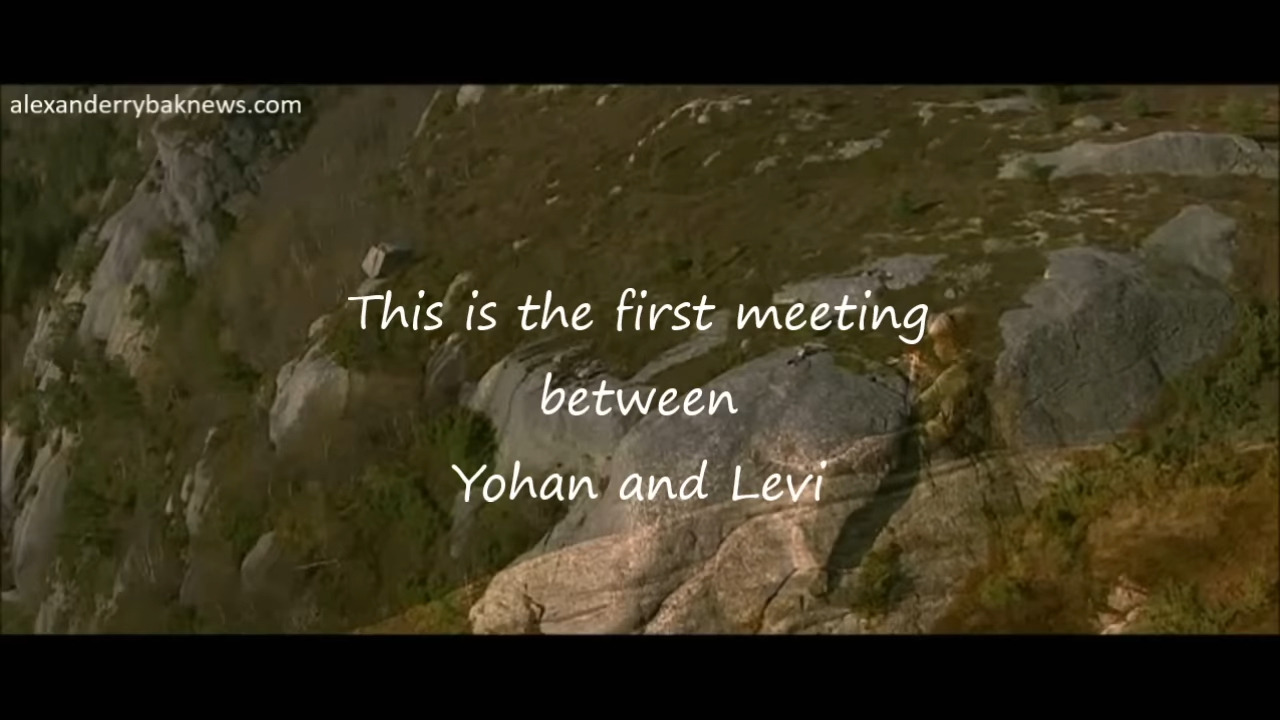 alexanderrybaknews.com
This is the first meeting
between
Yohan and Levi